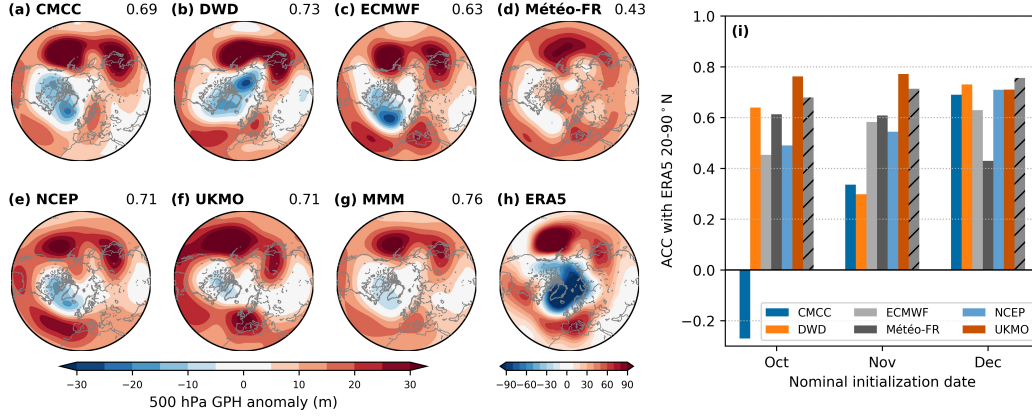 (a) CMCC 0.69
(b) DWD 0.73
(c) ECMWF 0.63
(d) Météo-FR 0.43
(e) NCEP 0.71
(f) UKMO 0.71
(g) MMM 0.76
(h) ERA5
−30 −20 −10 0 10 20 30
500 hPa GPH anomaly (m)
−90 −60 −30 0 30 60 90
(i)
ACC with ERA5 20-90°N
1.0
0.8
0.6
0.4
0.2
0.0
−0.2
CMCC ECMWF NCEP
DWD Météo-FR UKMO
Oct Nov Dec
Nominal initialization date